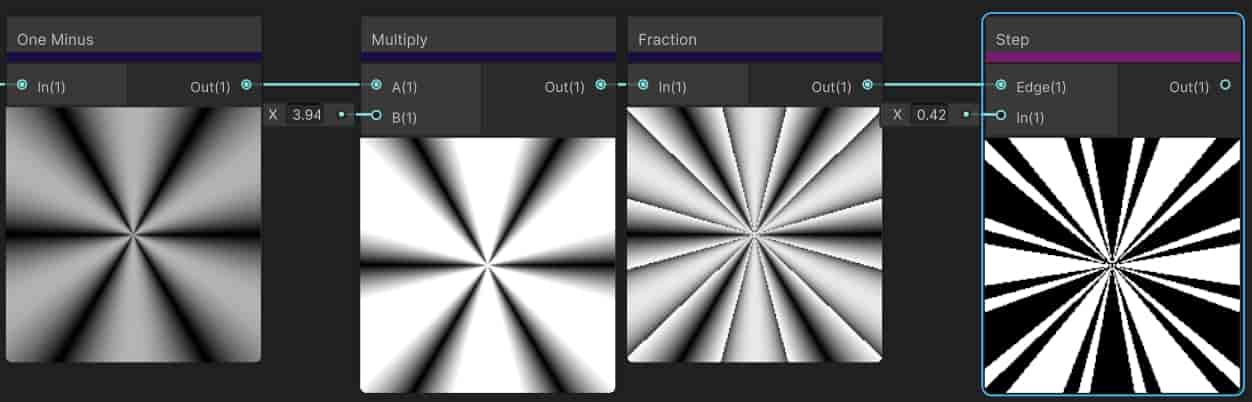 One Minus
In(1) Out(1)
Multiply
A(1) Out(1)
X 3.94 B(1)
Fraction
In(1) Out(1)
Step
Edge(1) Out(1)
X 0.42 In(1)